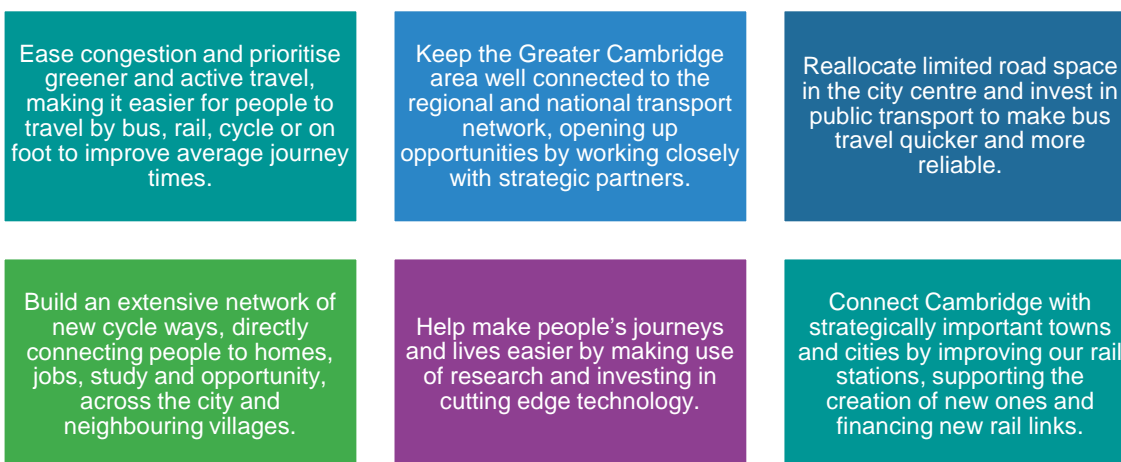 Ease congestion and prioritise
greener and active travel,
making it easier for people to
travel by bus, rail, cycle or on
foot to improve average journey
times.
Keep the Greater Cambridge
area well connected to the
regional and national transport
network, opening up
opportunities by working closely
with strategic partners.
Reallocate limited road space
in the city centre and invest in
public transport to make bus
travel quicker and more
reliable.
Build an extensive network of
new cycle ways, directly
connecting people to homes,
jobs, study and opportunity,
across the city and
neighbouring villages.
Help make people’s journeys
and lives easier by making use
of research and investing in
cutting edge technology.
Connect Cambridge with
strategically important towns
and cities by improving our rail
stations, supporting the
creation of new ones and
financing new rail links.